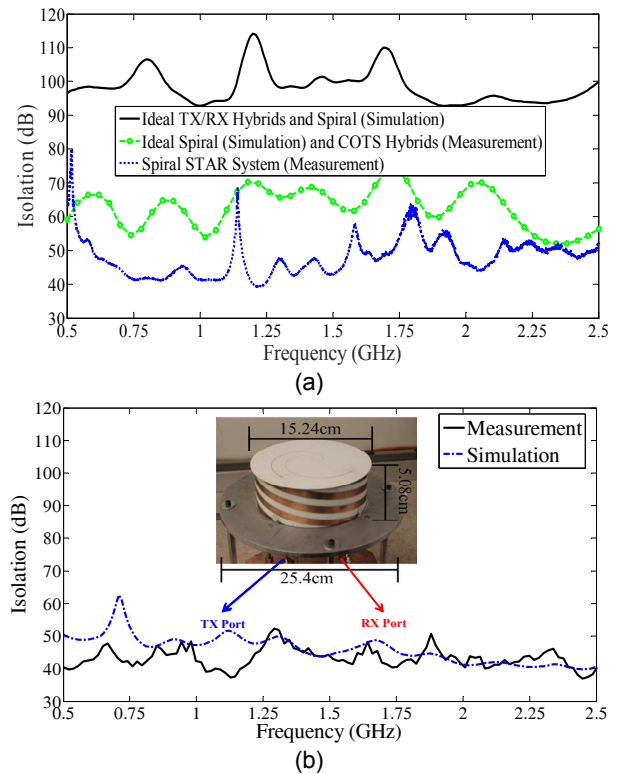 120
110
100
90
80
70
60
50
40
30
Isolation (dB)
Ideal TX/RX Hybrids and Spiral (Simulation)
Ideal Spiral (Simulation) and COTS Hybrids (Measurement)
Spiral STAR System (Measurement)
0.5 0.75 1 1.25 1.5 1.75 2 2.25 2.5
Frequency (GHz)
(a)
120
110
100
90
80
70
60
50
40
30
Isolation (dB)
Measurement
Simulation
15.24cm
5.08cm
25.4cm
TX Port
RX Port
0.5 0.75 1 1.25 1.5 1.75 2 2.25 2.5
Frequency (GHz)
(b)